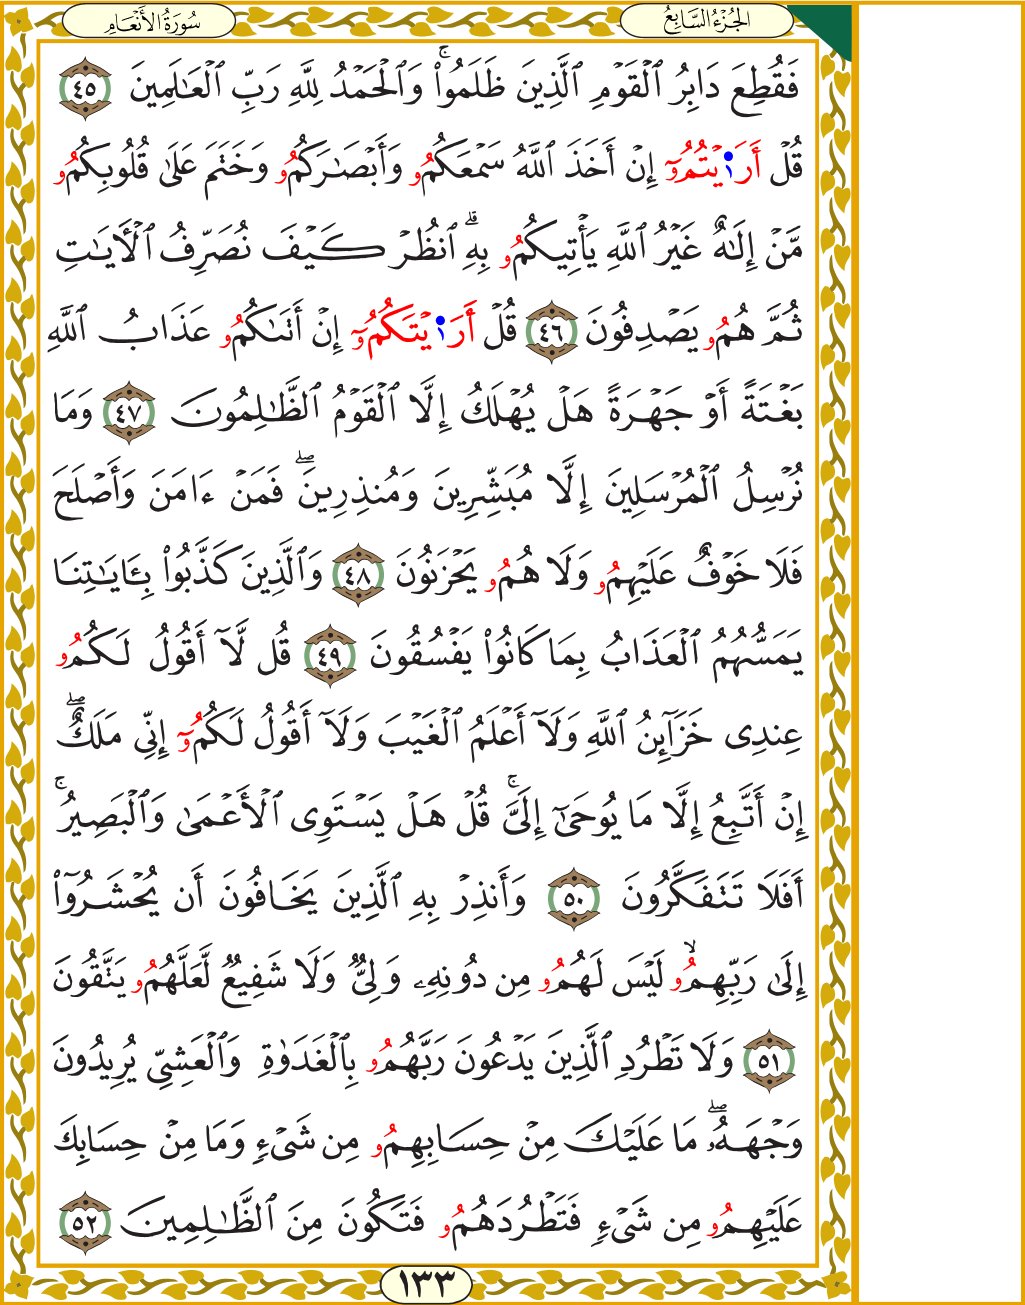 الجُزْءُ السَّابِعُ
سُورَةُ الأَنْعَامِ
فَقُطِعَ دَابِرُ ٱلْقَوْمِ ٱلَّذِينَ ظَلَمُوا۟ۚ وَٱلْحَمْدُ لِلَّهِ رَبِّ ٱلْعَٰلَمِينَ ٤٥
قُلْ أَرَٰ۬يْتُمُۥٓ إِنْ أَخَذَ ٱللَّهُ سَمْعَكُمُۥ وَأَبْصَٰرَكُمُۥ وَخَتَمَ عَلَىٰ قُلُوبِكُمُۥ
مَّنْ إِلَٰهٌ غَيْرُ ٱللَّهِ يَأْتِيكُمُۥ بِهِۗ ٱنظُرْ كَيْفَ نُصَرِّفُ ٱلْأٓيَٰتِ
ثُمَّ هُمُۥ يَصْدِفُونَ ٤٦ قُلْ أَرَٰ۬يْتَكُمُۥٓ إِنْ أَتَىٰكُمُۥ عَذَابُ ٱللَّهِ
بَغْتَةً أَوْ جَهْرَةً هَلْ يُهْلَكُ إِلَّا ٱلْقَوْمُ ٱلظَّٰلِمُونَ ٤٧ وَمَا
نُرْسِلُ ٱلْمُرْسَلِينَ إِلَّا مُبَشِّرِينَ وَمُنذِرِينَۖ فَمَنْ ءَامَنَ وَأَصْلَحَ
فَلَا خَوْفٌ عَلَيْهِمُۥ وَلَا هُمُۥ يَحْزَنُونَ ٤٨ وَٱلَّذِينَ كَذَّبُوا۟ بِـَٔايَٰتِنَا
يَمَسُّهُمُ ٱلْعَذَابُ بِمَا كَانُوا۟ يَفْسُقُونَ ٤٩ قُل لَّآ أَقُولُ لَكُمُۥ
عِندِى خَزَآئِنُ ٱللَّهِ وَلَآ أَعْلَمُ ٱلْغَيْبَ وَلَآ أَقُولُ لَكُمُۥٓ إِنِّى مَلَكٌۖ
إِنْ أَتَّبِعُ إِلَّا مَا يُوحَىٰٓ إِلَىَّۚ قُلْ هَلْ يَسْتَوِى ٱلْأَعْمَىٰ وَٱلْبَصِيرُۚ
أَفَلَا تَتَفَكَّرُونَ ٥٠ وَأَنذِرْ بِهِ ٱلَّذِينَ يَخَافُونَ أَن يُحْشَرُوٓا۟
إِلَىٰ رَبِّهِمُۥۙ لَيْسَ لَهُمُۥ مِن دُونِهِۦ وَلِىٌّ وَلَا شَفِيعٌ لَّعَلَّهُمُۥ يَتَّقُونَ
٥١ وَلَا تَطْرُدِ ٱلَّذِينَ يَدْعُونَ رَبَّهُمُۥ بِٱلْغَدَوٰةِ وَٱلْعَشِىِّ يُرِيدُونَ
وَجْهَهُۥۖ مَا عَلَيْكَ مِنْ حِسَابِهِمُۥ مِن شَىْءٍ وَمَا مِنْ حِسَابِكَ
عَلَيْهِمُۥ مِن شَىْءٍ فَتَطْرُدَهُمُۥ فَتَكُونَ مِنَ ٱلظَّٰلِمِينَ ٥٢
١٣٣